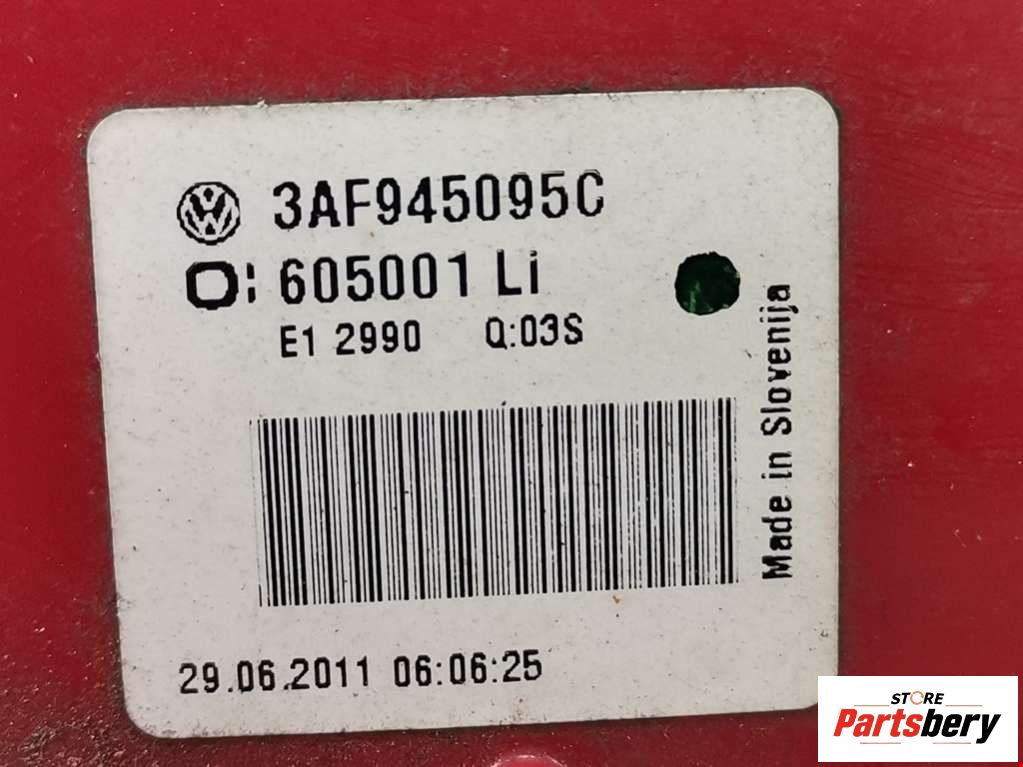 3AF945095C
O: 605001 Li
E1 2990 Q:03S
Made in Slovenija
29.06.2011 06:06:25
STORE
Partsbery